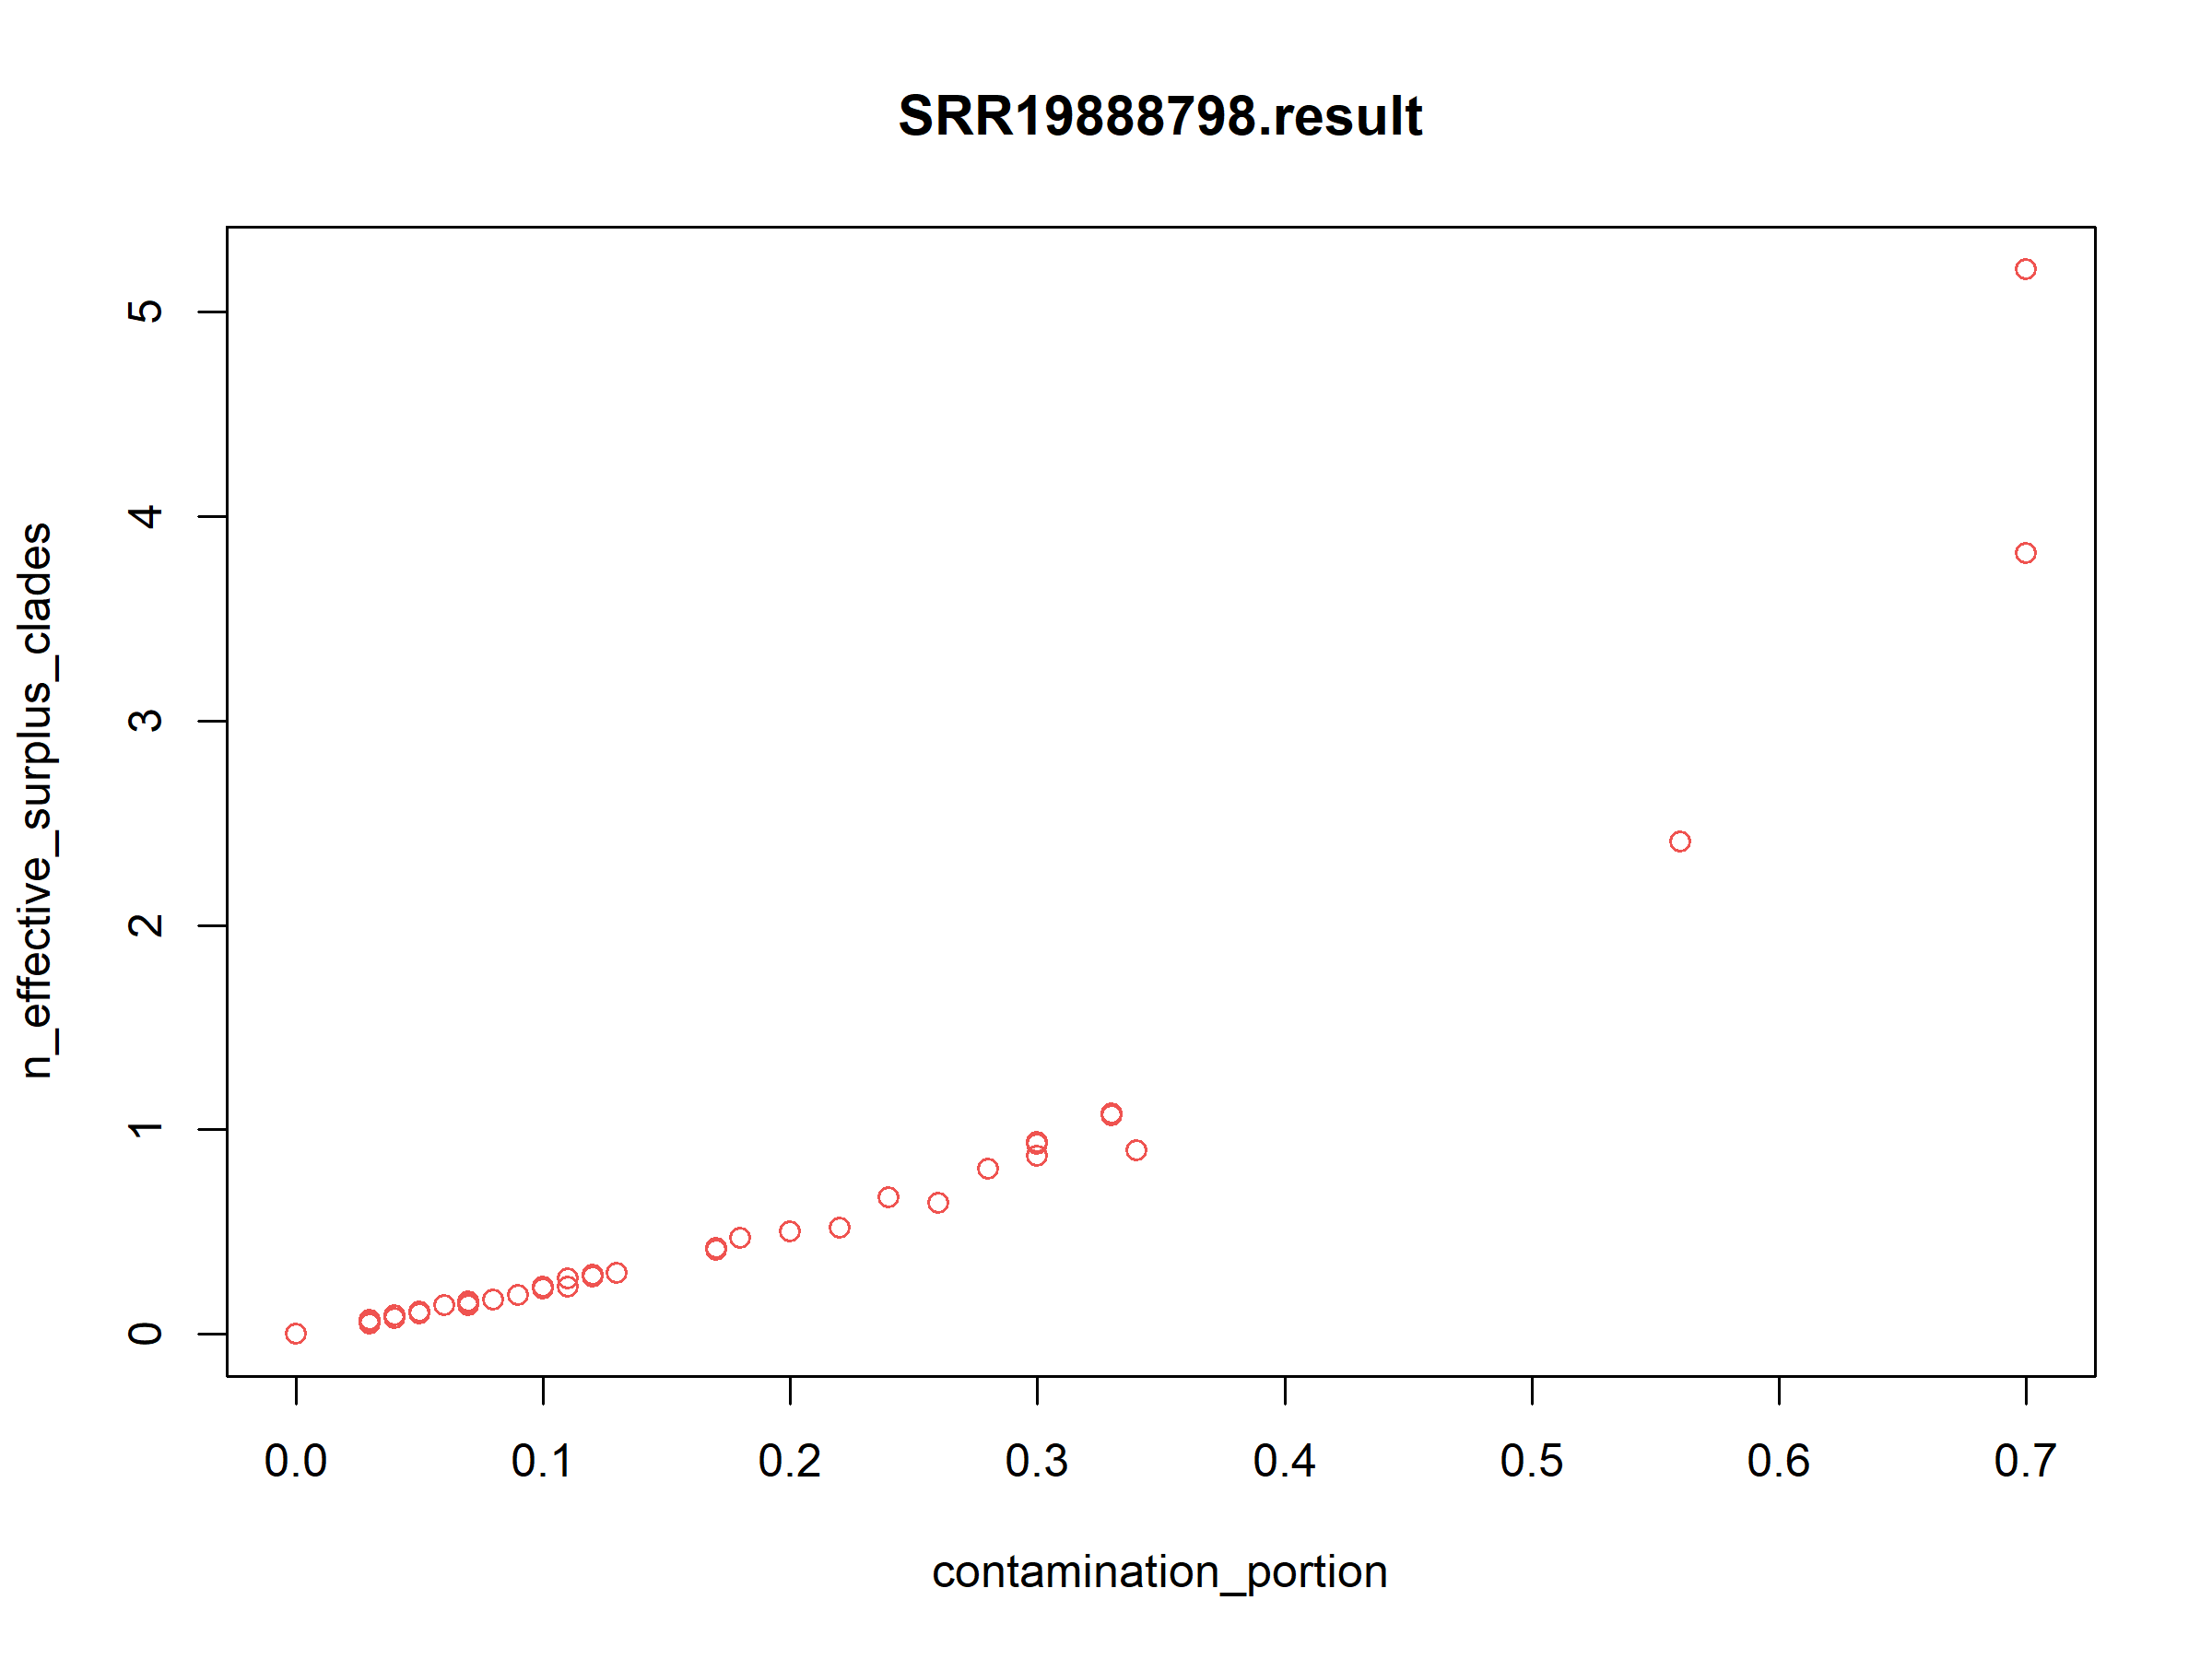 SRR19888798.result
n_effective_surplus_clades
5
4
3
2
1
0
0.0 0.1 0.2 0.3 0.4 0.5 0.6 0.7
contamination_portion